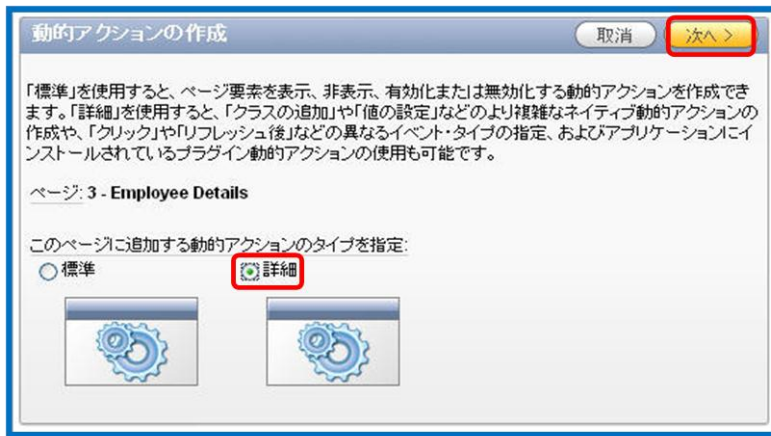 動的アクションの作成
取消
次へ >
「標準」を使用すると、ページ要素を表示、非表示、有効化または無効化する動的アクションを作成でき
ます。「詳細」を使用すると、「クラスの追加」や「値の設定」などのより複雑なネイティブ動的アクションの
作成や、「クリック」や「リフレッシュ後」などの異なるイベント・タイプの指定、およびアプリケーションにイ
ンストールされているプラグイン動的アクションの使用も可能です。
ページ: 3 - Employee Details
このページに追加する動的アクションのタイプを指定:
標準
詳細